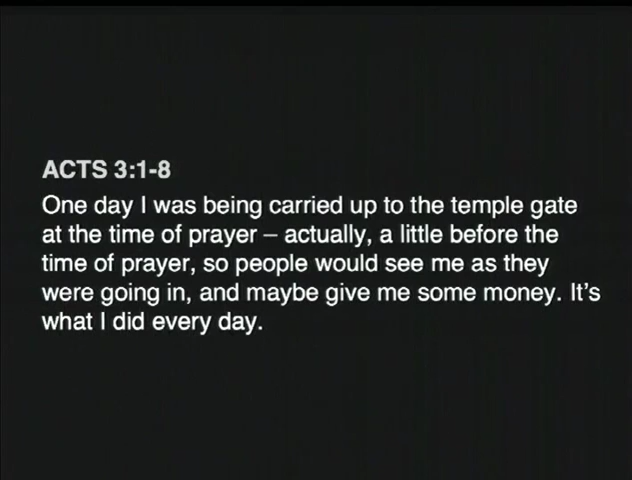 ACTS 3:1-8
One day I was being carried up to the temple gate
at the time of prayer – actually, a little before the
time of prayer, so people would see me as they
were going in, and maybe give me some money. It's
what I did every day.